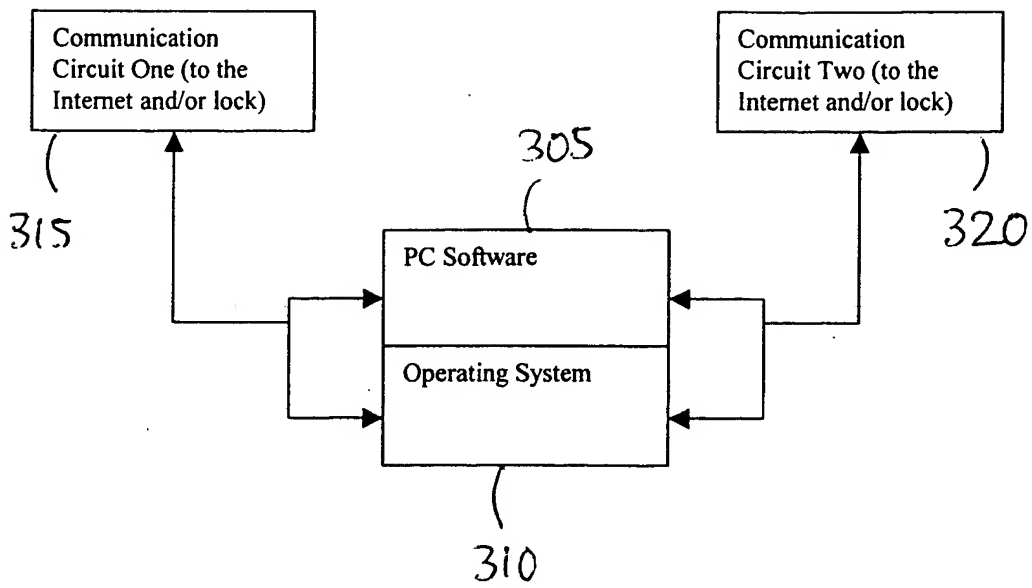 Communication
Circuit One (to the
Internet and/or lock)
Communication
Circuit Two (to the
Internet and/or lock)
305
315
320
PC Software
Operating System
310